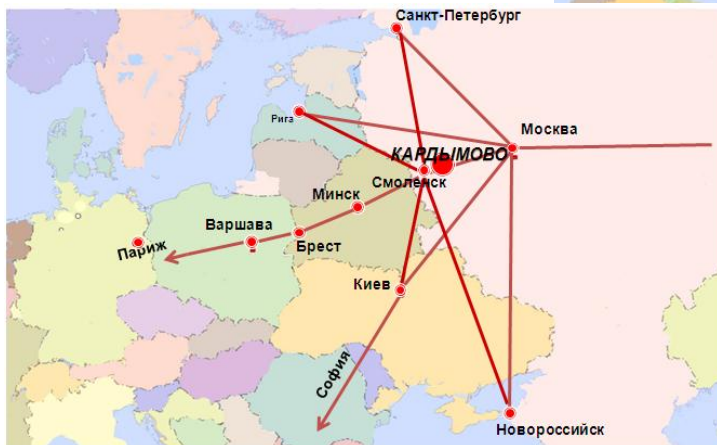 Санкт-Петербург
Рига
Москва
КАРДЫМОВО
Смоленск
Минск
Варшава
Брест
Париж
Киев
София
Новороссийск